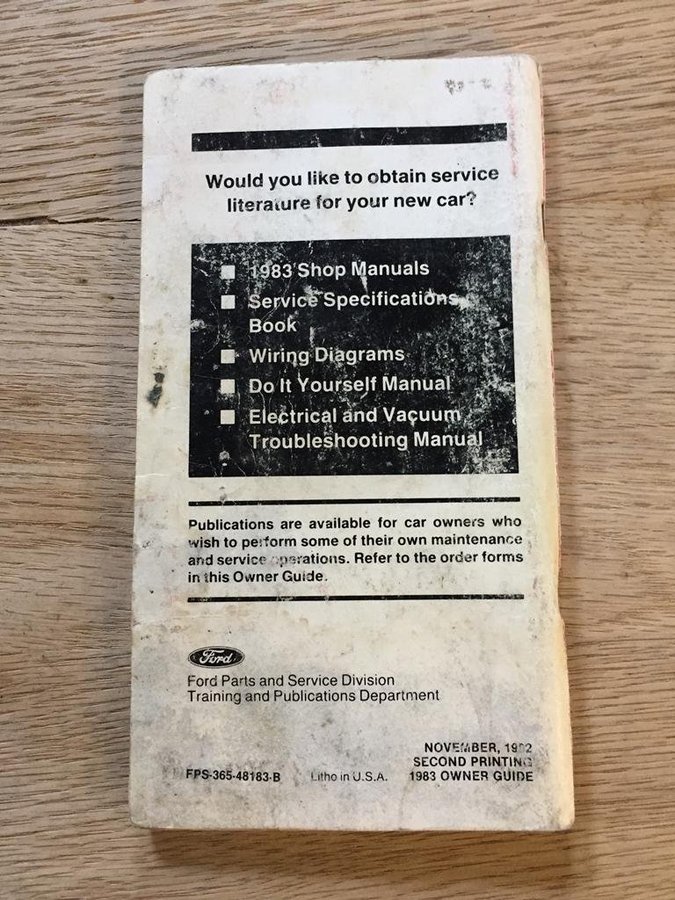 Would you like to obtain service
literature for your new car?
1983 Shop Manuals
Service Specifications
Book
Wiring Diagrams
Do It Yourself Manual
Electrical and Vacuum
Troubleshooting Manual
Publications are available for car owners who
wish to perform some of their own maintenance
and service operations. Refer to the order forms
in this Owner Guide.
Ford
Ford Parts and Service Division
Training and Publications Department
NOVEMBER, 1982
SECOND PRINTING
FPS-365-48183-B Litho in U.S.A. 1983 OWNER GUIDE